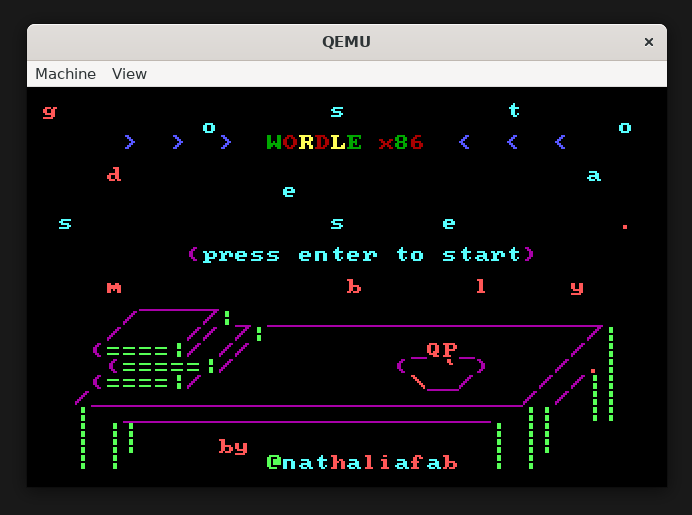 QEMU ×
Machine View
g s t
o o
> > > WORDLE x86 < < <
d a
e
s s e .
(press enter to start)
m b l y
QP
by
@nathaliafab